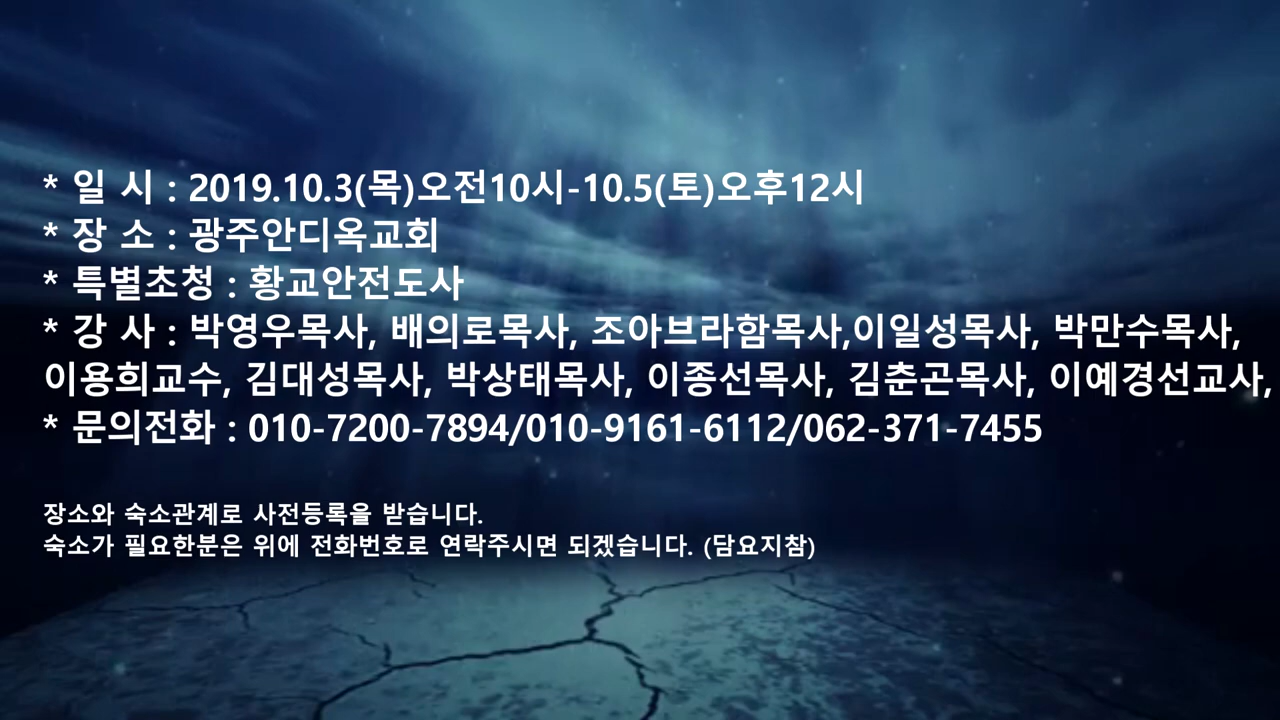 * 일 시 : 2019.10.3(목)오전10시-10.5(토)오후12시
* 장 소 : 광주안디옥교회
* 특별초청 : 황교안전도사
* 강 사 : 박영우목사, 배의로목사, 조아브라함목사,이일성목사, 박만수목사,
이용희교수, 김대성목사, 박상태목사, 이종선목사, 김춘곤목사, 이예경선교사,
* 문의전화 : 010-7200-7894/010-9161-6112/062-371-7455
장소와 숙소관계로 사전등록을 받습니다.
숙소가 필요한분은 위에 전화번호로 연락주시면 되겠습니다. (담요지참)